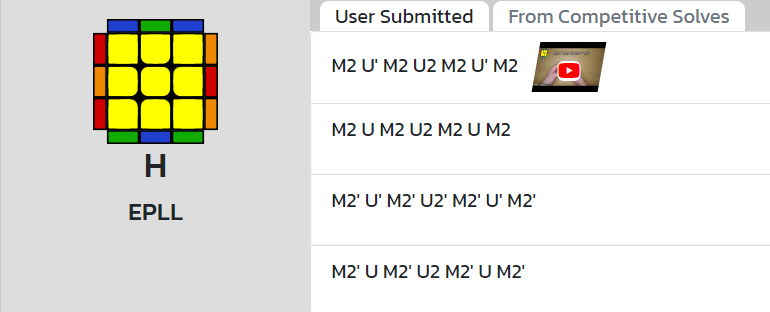 User Submitted
From Competitive Solves
M2 U' M2 U2 M2 U' M2
M2 U M2 U2 M2 U M2
M2' U' M2' U2' M2' U' M2'
M2' U M2' U2 M2' U M2'
H
EPLL